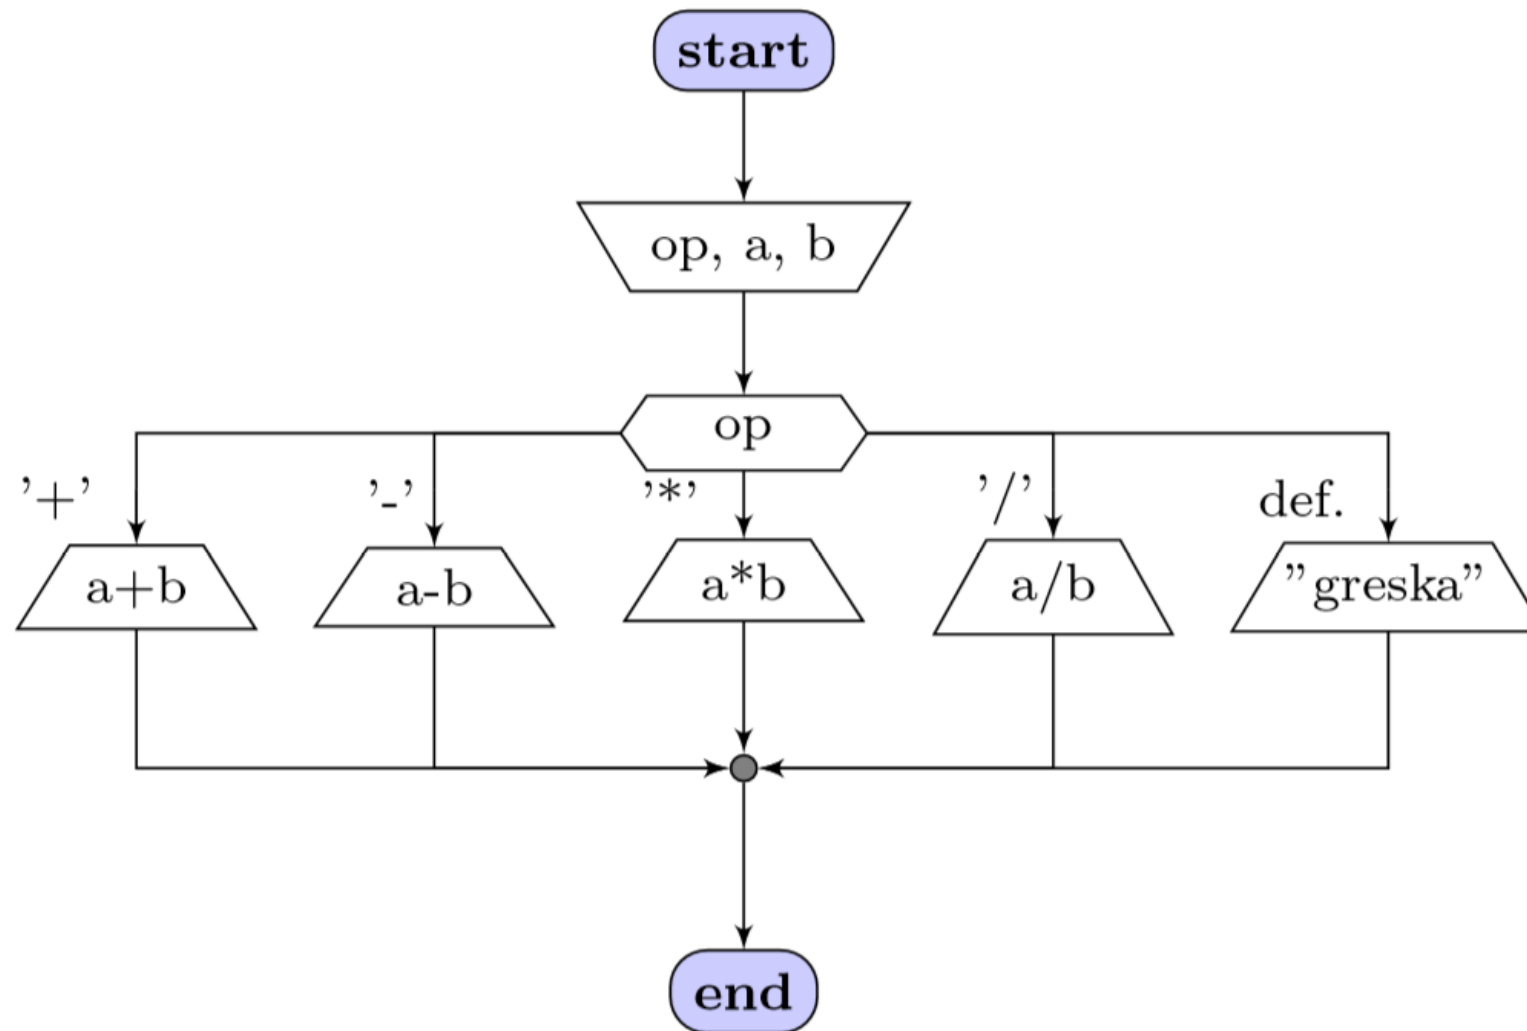 start
op, a, b
op
’+’
’-’
’*’
’/’
def.
a+b
a-b
a*b
a/b
”greska”
end